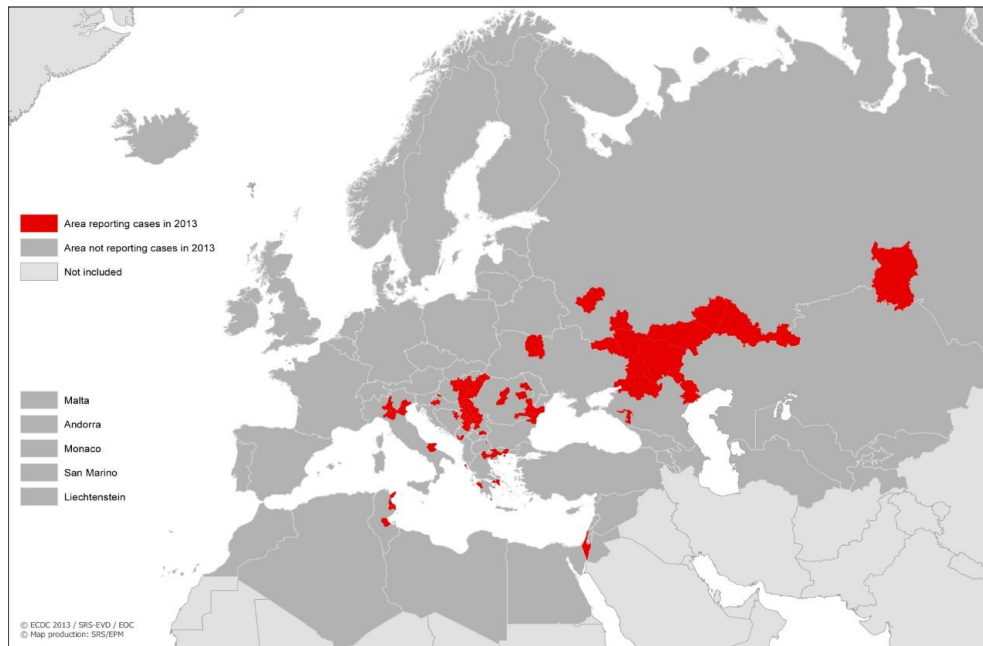 Area reporting cases in 2013
Area not reporting cases in 2013
Not included
Malta
Andorra
Monaco
San Marino
Liechtenstein
© ECDC 2013 / SRS-EVD / EOC
© Map production: SRS/EPM